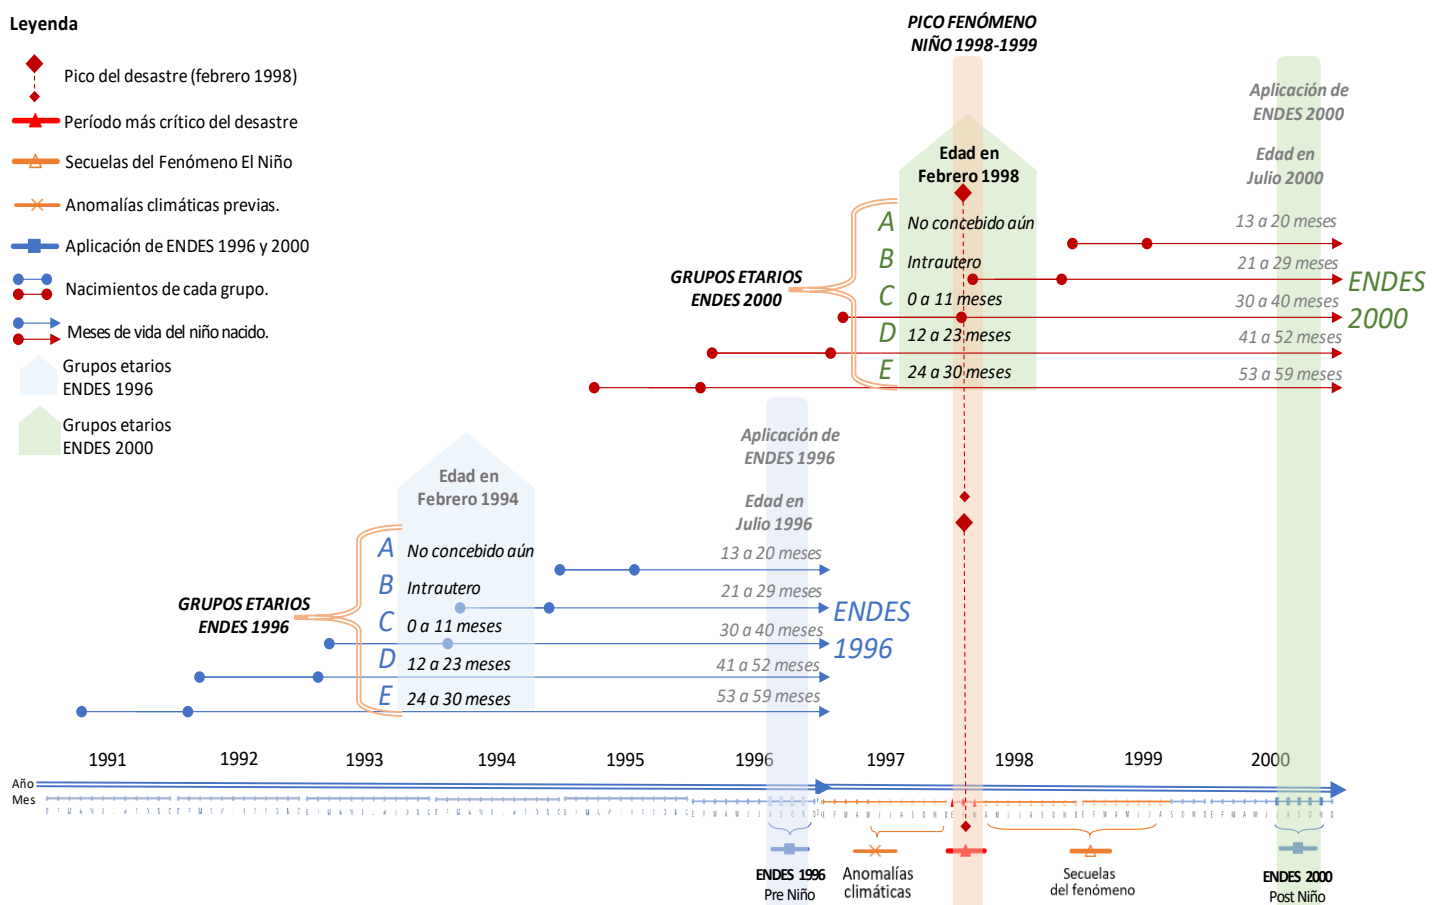 Leyenda
Pico del desastre (febrero 1998)
Período más crítico del desastre
Secuelas del Fenómeno El Niño
Anomalías climáticas previas.
Aplicación de ENDES 1996 y 2000
Nacimientos de cada grupo.
Meses de vida del niño nacido.
Grupos etarios
ENDES 1996
Grupos etarios
ENDES 2000
PICO FENÓMENO
NIÑO 1998-1999
Aplicación de
ENDES 2000
Edad en
Febrero 1998
Edad en
Julio 2000
GRUPOS ETARIOS
ENDES 2000
A No concebido aún 13 a 20 meses
B Intrautero 21 a 29 meses
C 0 a 11 meses 30 a 40 meses
D 12 a 23 meses 41 a 52 meses
E 24 a 30 meses 53 a 59 meses
ENDES
2000
Aplicación de
ENDES 1996
Edad en
Febrero 1994
Edad en
Julio 1996
GRUPOS ETARIOS
ENDES 1996
A No concebido aún 13 a 20 meses
B Intrautero 21 a 29 meses
C 0 a 11 meses 30 a 40 meses
D 12 a 23 meses 41 a 52 meses
E 24 a 30 meses 53 a 59 meses
ENDES
1996
1991 1992 1993 1994 1995 1996 1997 1998 1999 2000
Año
Mes
ENDES 1996
Pre Niño
Anomalías
climáticas
Secuelas
del fenómeno
ENDES 2000
Post Niño